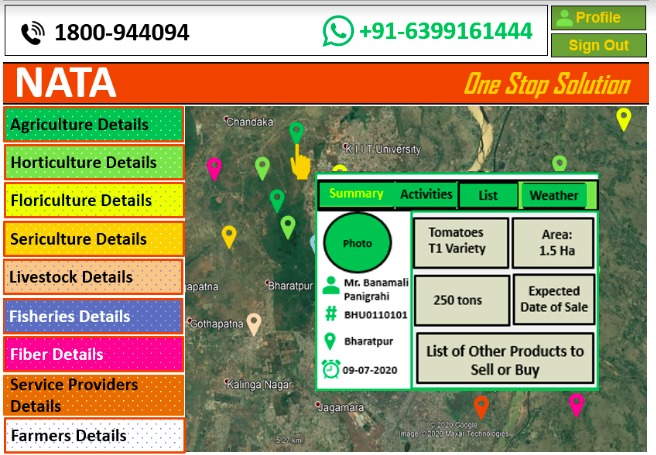 1800-944094
+91-6399161444
Profile
Sign Out
NATA
One Stop Solution
Agriculture Details
Horticulture Details
Floriculture Details
Sericulture Details
Livestock Details
Fisheries Details
Fiber Details
Service Providers
Details
Farmers Details
Chandaka
K I I T University
Bharatpur
Gothapatna
Kalinga Nagar
Jagamara
5.27 km
© 2020 Google
Image © 2020 Maxar Technologies
Summary
Activities
List
Weather
Photo
Mr. Banamali
Panigrahi
# BHU0110101
Bharatpur
09-07-2020
Tomatoes
T1 Variety
Area:
1.5 Ha
250 tons
Expected
Date of Sale
List of Other Products to
Sell or Buy